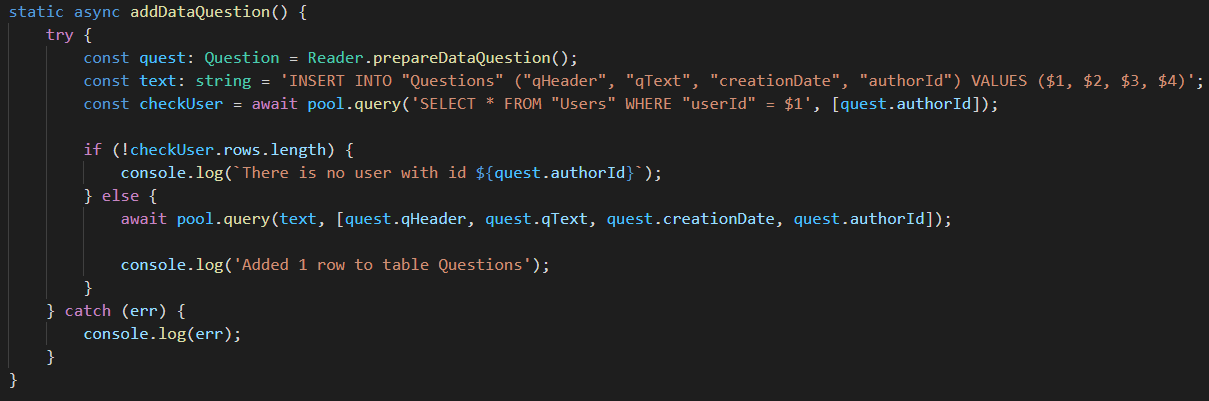 static async addDataQuestion() {
try {
const quest: Question = Reader.prepareDataQuestion();
const text: string = 'INSERT INTO "Questions" ("qHeader", "qText", "creationDate", "authorId") VALUES ($1, $2, $3, $4)';
const checkUser = await pool.query('SELECT * FROM "Users" WHERE "userId" = $1', [quest.authorId]);
if (!checkUser.rows.length) {
console.log(`There is no user with id ${quest.authorId}`);
} else {
await pool.query(text, [quest.qHeader, quest.qText, quest.creationDate, quest.authorId]);
console.log('Added 1 row to table Questions');
}
} catch (err) {
console.log(err);
}
}